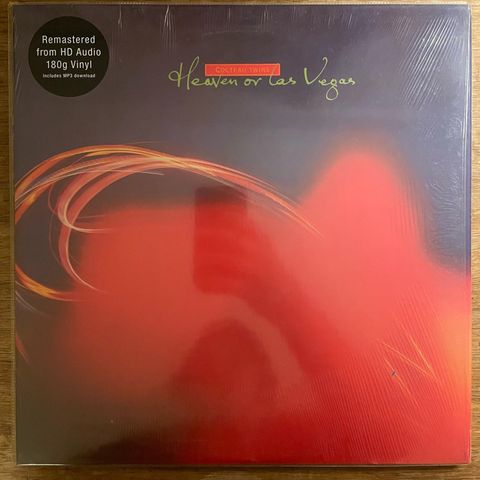 Remastered
from HD Audio
180g Vinyl
Includes MP3 download
COCTEAU TWINS
Heaven or Las Vegas